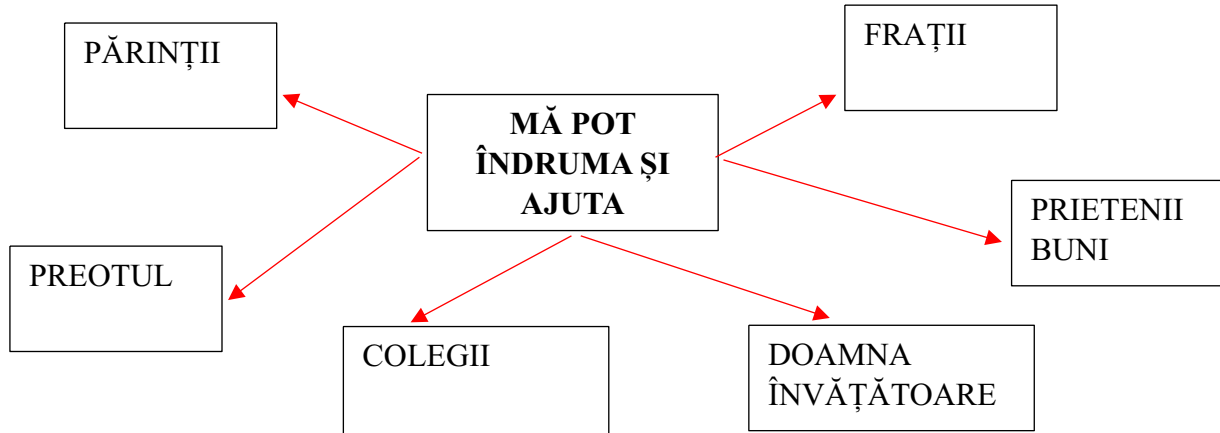 PĂRINȚII
FRAȚII
MĂ POT
ÎNDRUMA ȘI
AJUTA
PRIETENII
BUNI
PREOTUL
COLEGII
DOAMNA
ÎNVĂȚĂTOARE